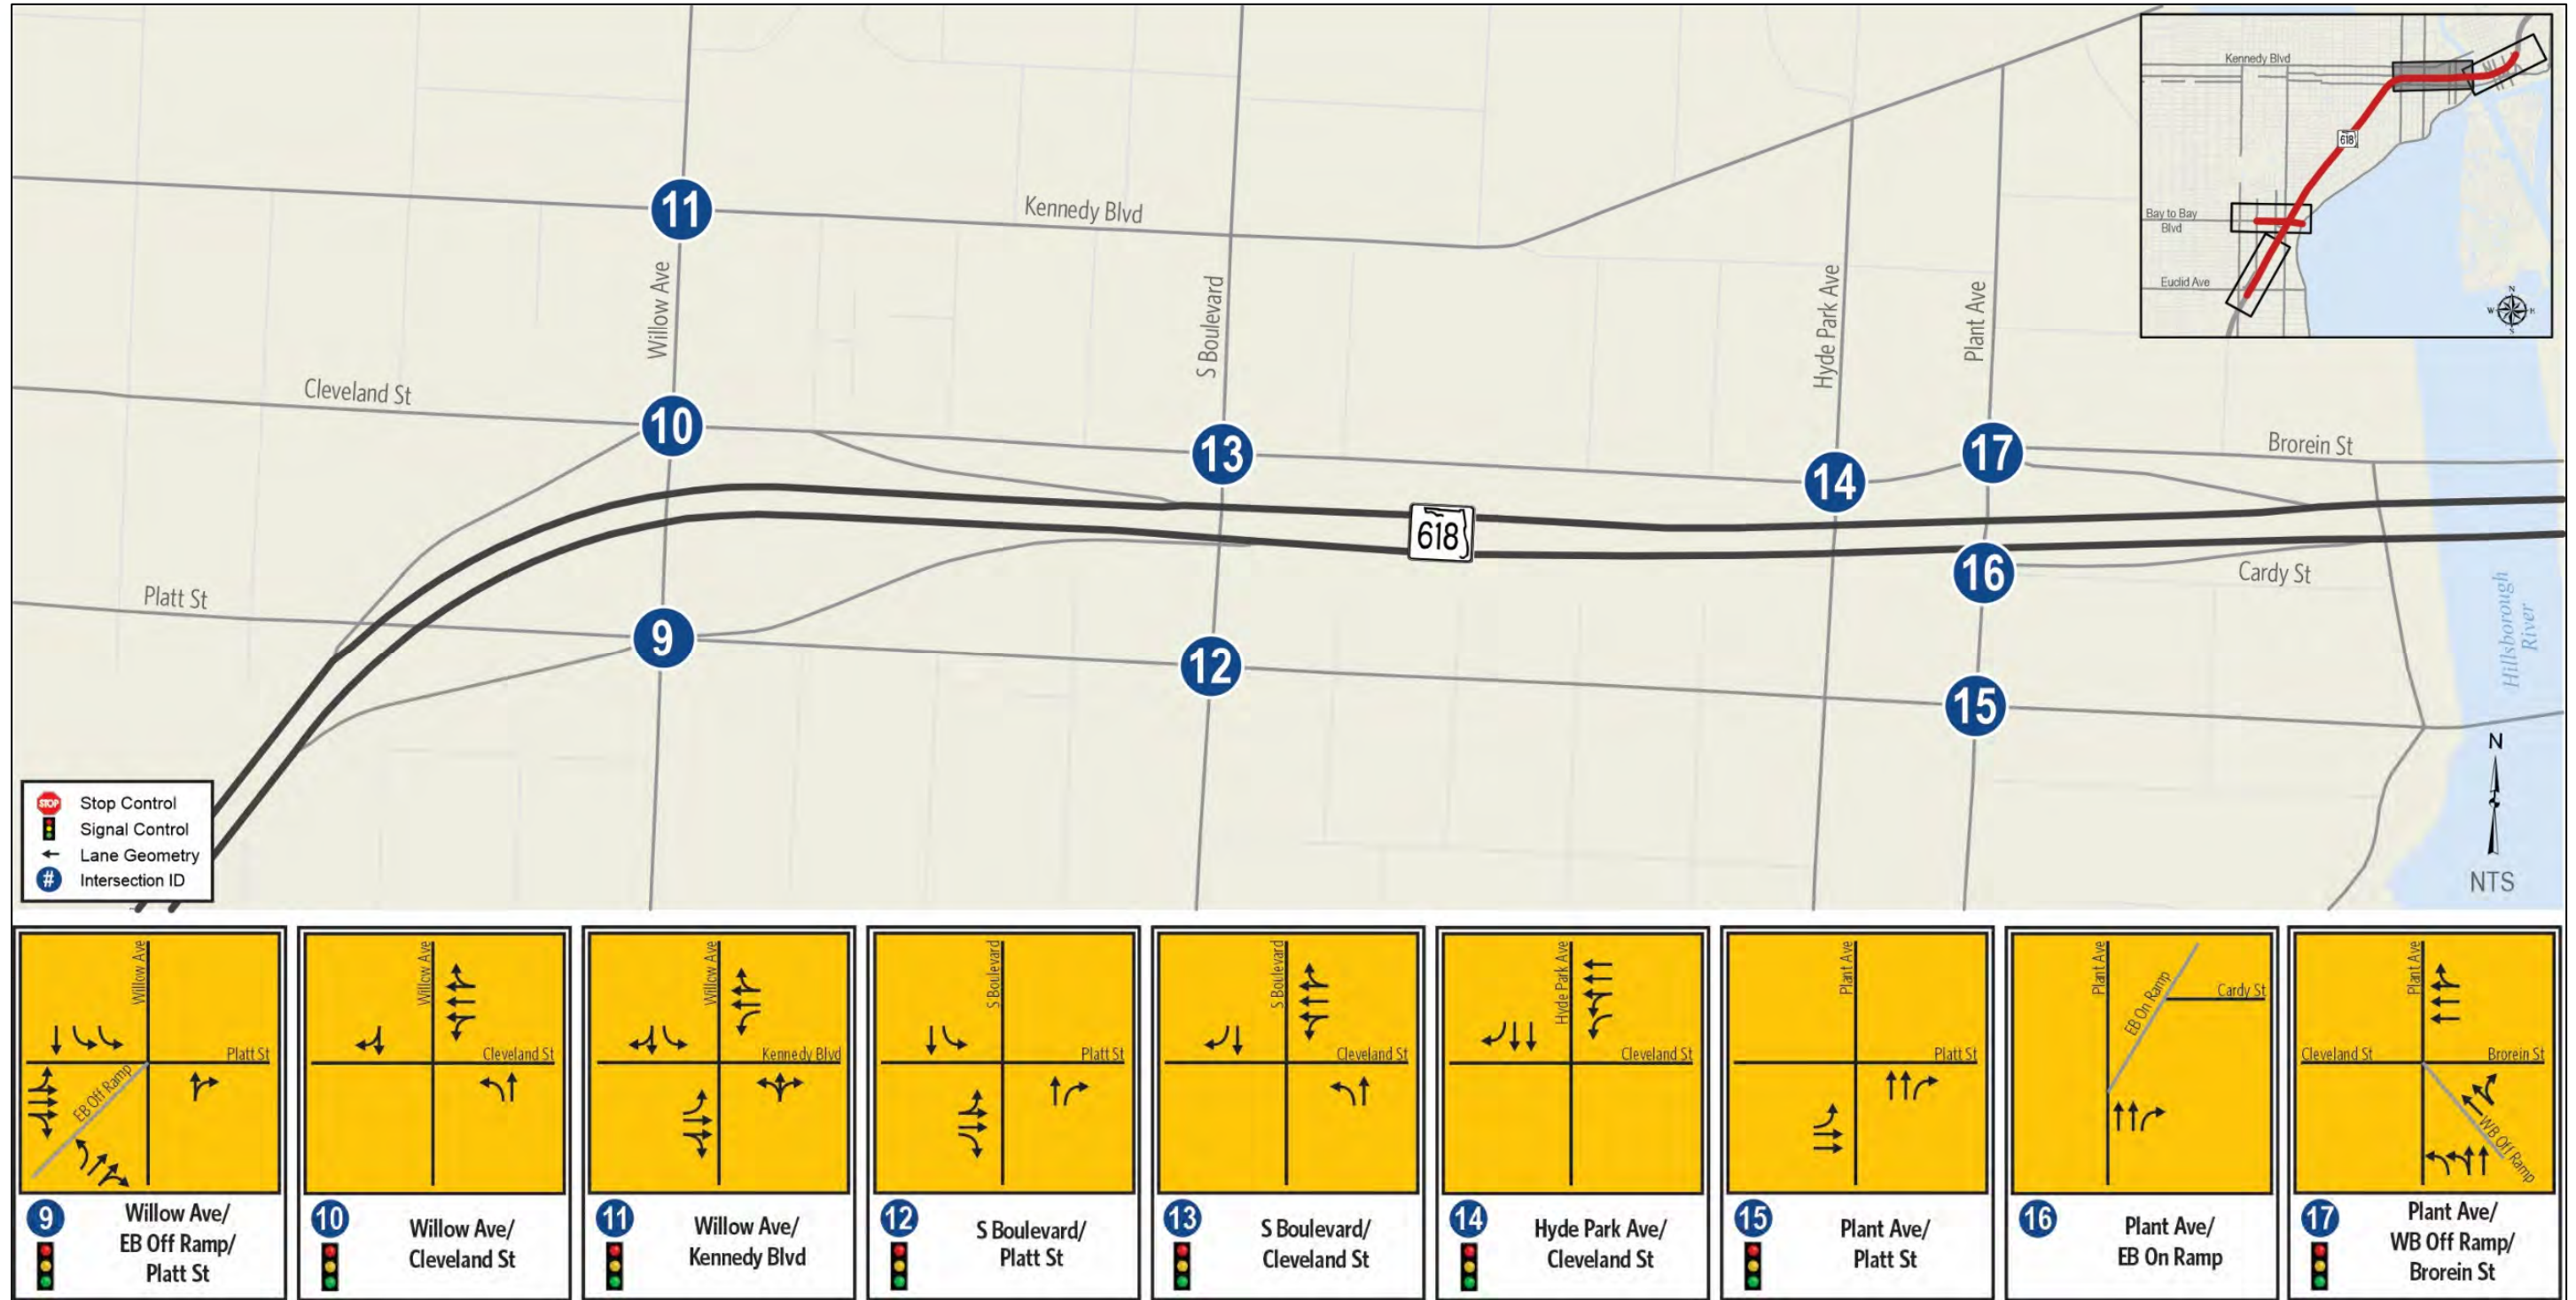 Kennedy Blvd
Willow Ave
S Boulevard
Hyde Park Ave
Plant Ave
Cleveland St
Platt St
Brorein St
Cardy St
Hillsborough
River
618
11
10
9
13
12
14
17
16
15
N
NTS
Kennedy Blvd
618
Bay to Bay
Blvd
Euclid Ave
N
W
E
S
STOP
Stop Control
Signal Control
Lane Geometry
#
Intersection ID
Willow Ave
Platt St
EB Off Ramp
9
Willow Ave/
EB Off Ramp/
Platt St
Willow Ave
Cleveland St
10
Willow Ave/
Cleveland St
Willow Ave
Kennedy Blvd
11
Willow Ave/
Kennedy Blvd
S Boulevard
Platt St
12
S Boulevard/
Platt St
S Boulevard
Cleveland St
13
S Boulevard/
Cleveland St
Hyde Park Ave
Cleveland St
14
Hyde Park Ave/
Cleveland St
Plant Ave
Platt St
15
Plant Ave/
Platt St
Plant Ave
EB On Ramp
Cardy St
16
Plant Ave/
EB On Ramp
Plant Ave
Cleveland St
Brorein St
WB Off Ramp
17
Plant Ave/
WB Off Ramp/
Brorein St